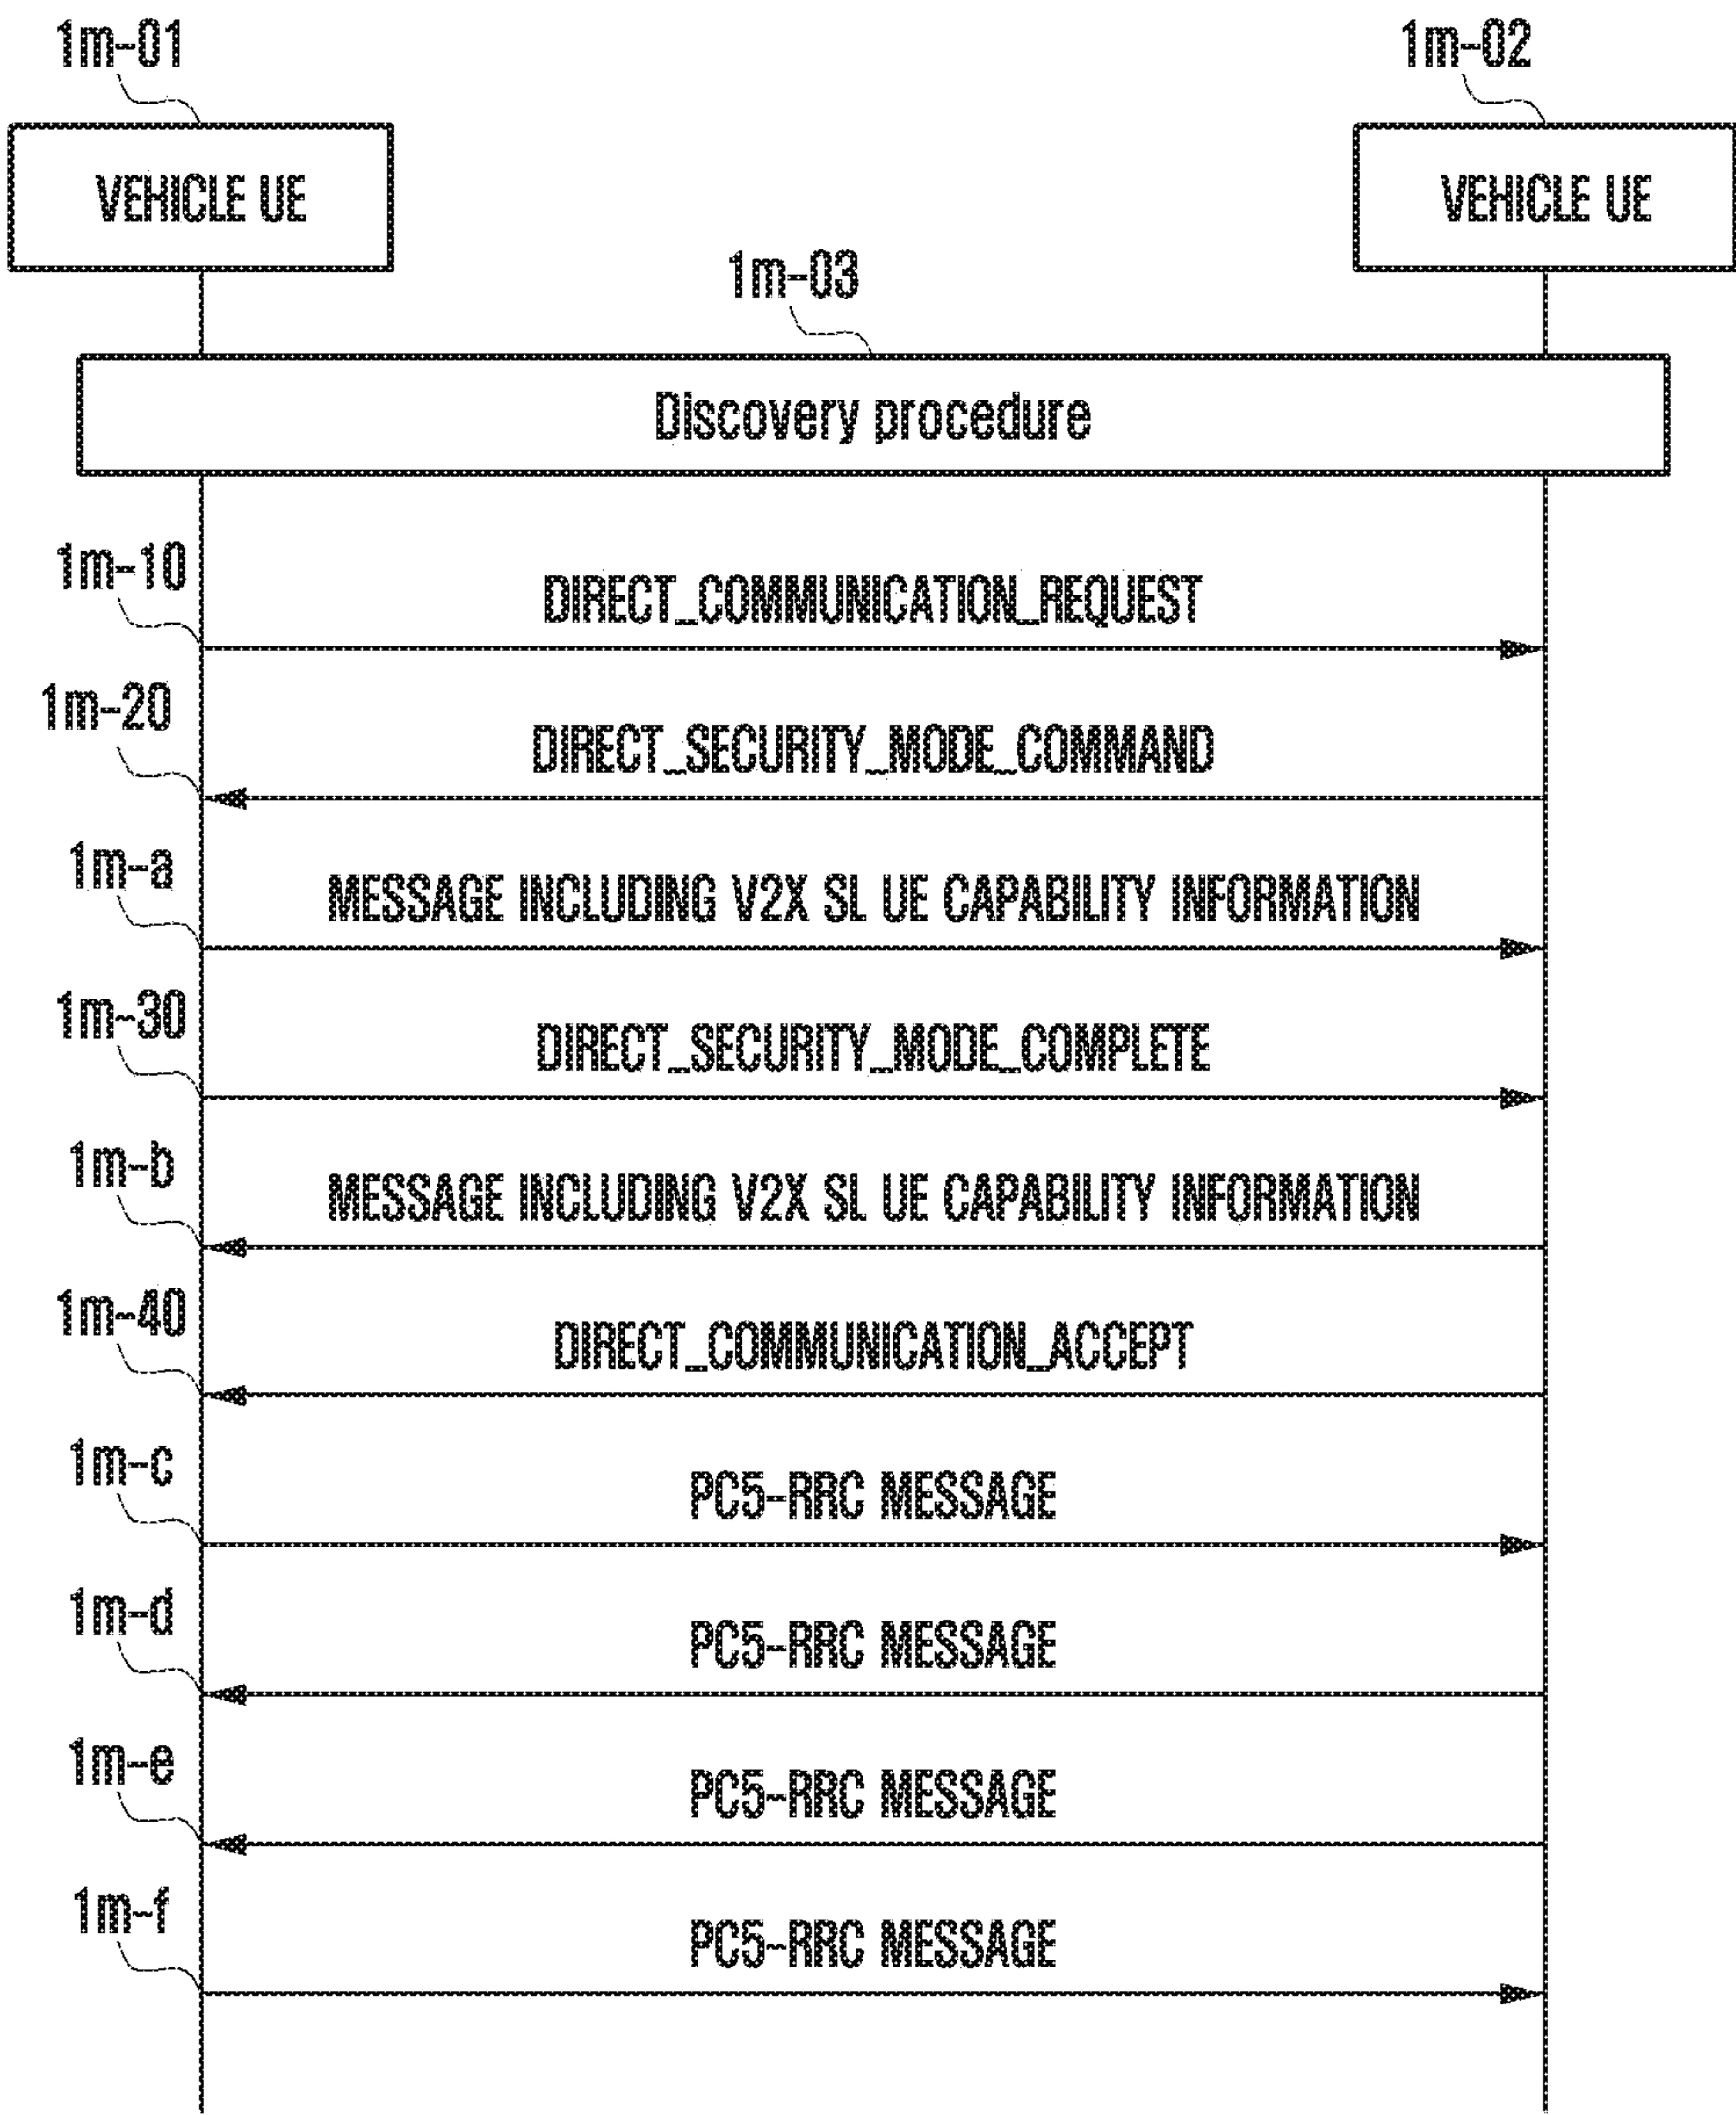 1m-01
1m-02
VEHICLE UE
VEHICLE UE
1m-03
Discovery procedure
1m-10
DIRECT_COMMUNICATION_REQUEST
1m-20
DIRECT_SECURITY_MODE_COMMAND
1m-a
MESSAGE INCLUDING V2X SL UE CAPABILITY INFORMATION
1m-30
DIRECT_SECURITY_MODE_COMPLETE
1m-b
MESSAGE INCLUDING V2X SL UE CAPABILITY INFORMATION
1m-40
DIRECT_COMMUNICATION_ACCEPT
1m-c
PC5-RRC MESSAGE
1m-d
PC5-RRC MESSAGE
1m-e
PC5-RRC MESSAGE
1m-f
PC5-RRC MESSAGE